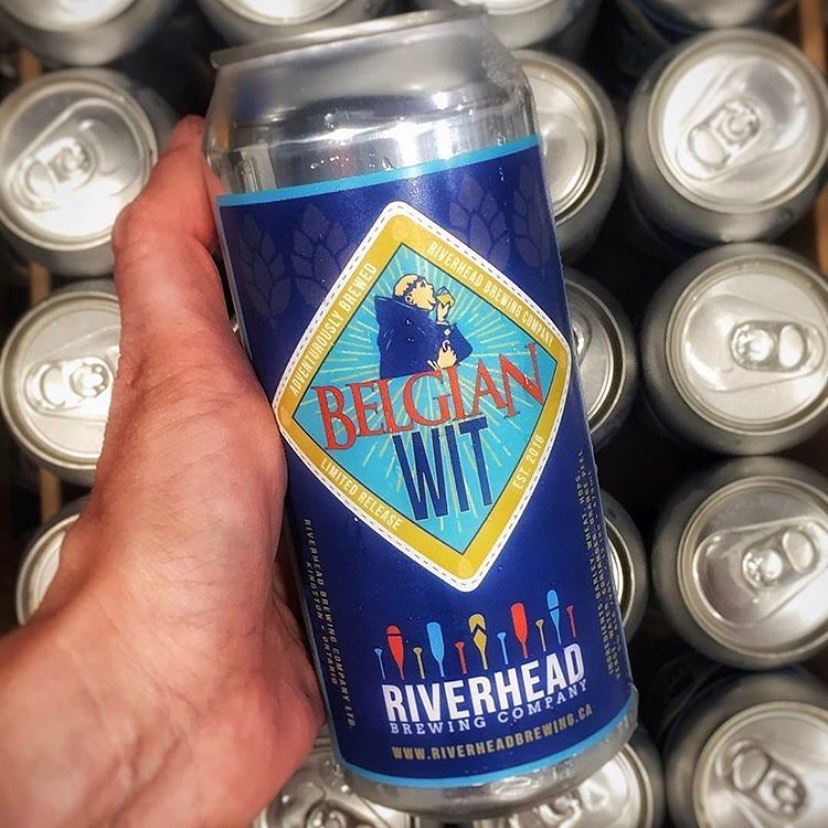 ADVENTUROUSLY BREWED
RIVERHEAD BREWING COMPANY
BELGIAN
WIT
LIMITED RELEASE
EST. 2016
RIVERHEAD BREWING COMPANY LTD.
KINGSTON • ONTARIO
RIVERHEAD
BREWING COMPANY
WWW.RIVERHEADBREWING.CA